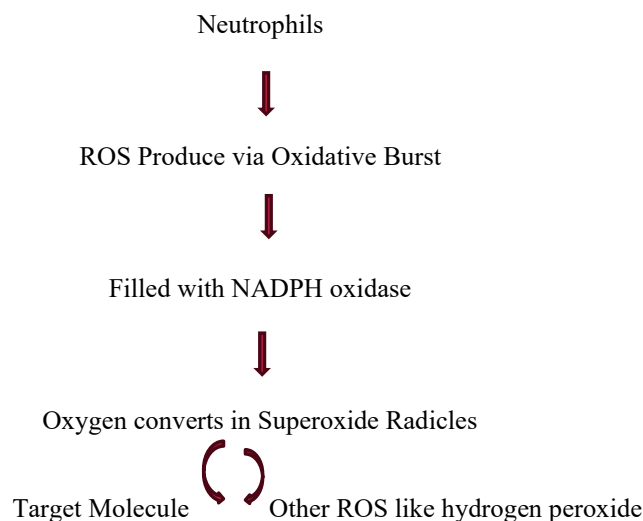 Neutrophils
ROS Produce via Oxidative Burst
Filled with NADPH oxidase
Oxygen converts in Superoxide Radicles
Target Molecule
Other ROS like hydrogen peroxide